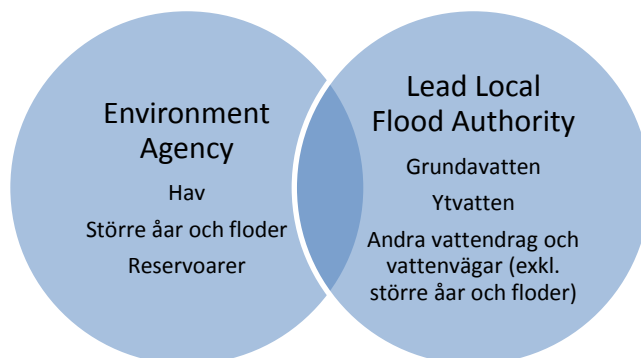 Environment
Agency
Hav
Större åar och floder
Reservoarer
Lead Local
Flood Authority
Grundavatten
Ytvatten
Andra vattendrag och
vattenvägar (exkl.
större åar och floder)